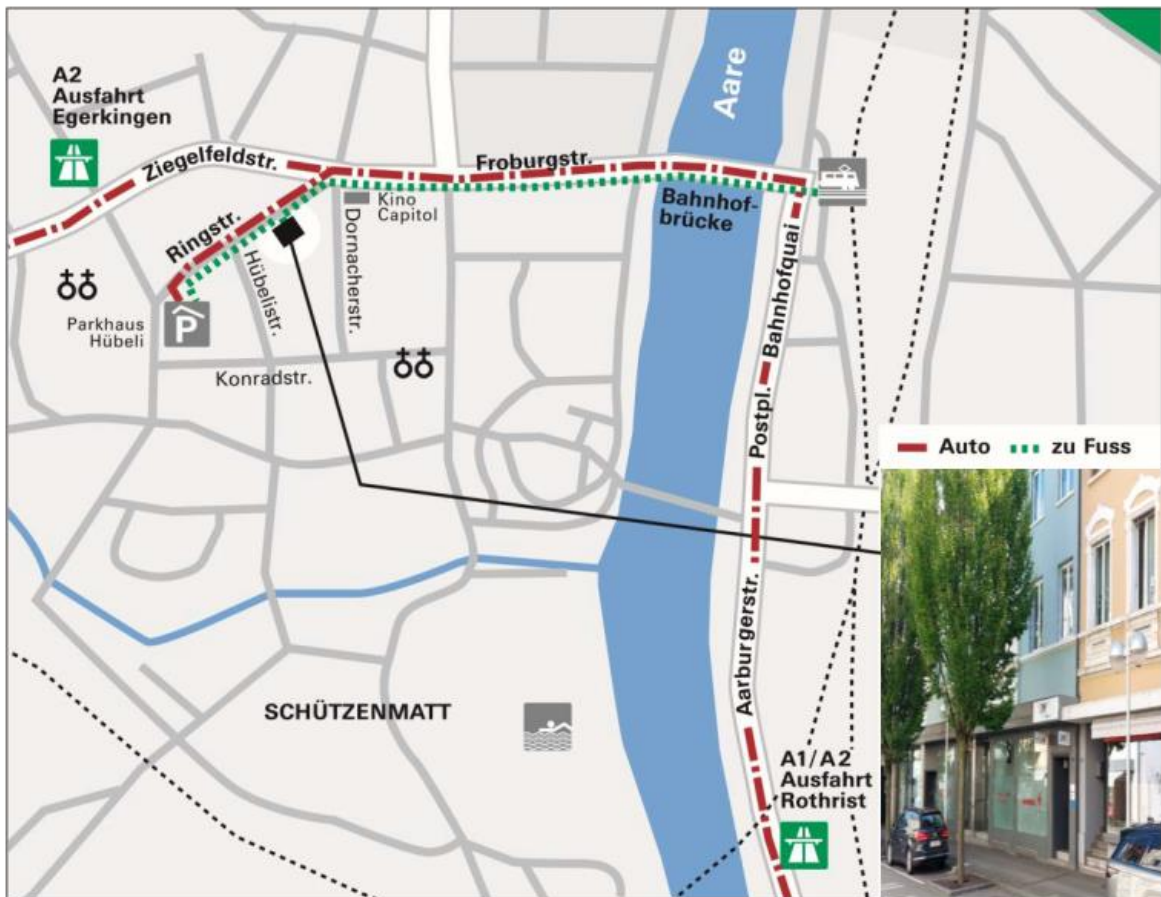 A2
Ausfahrt
Egerkingen
Ziegelfeldstr.
Froburgstr.
Aare
Ringstr.
Hübelistr.
Kino
Capitol
Dornacherstr.
Bahnhof-
brücke
Bahnhofquai
Parkhaus
Hübeli
P
Konradstr.
Postpl.
Auto
zu Fuss
Aarburgerstr.
SCHÜTZENMATT
A1/A2
Ausfahrt
Rothrist